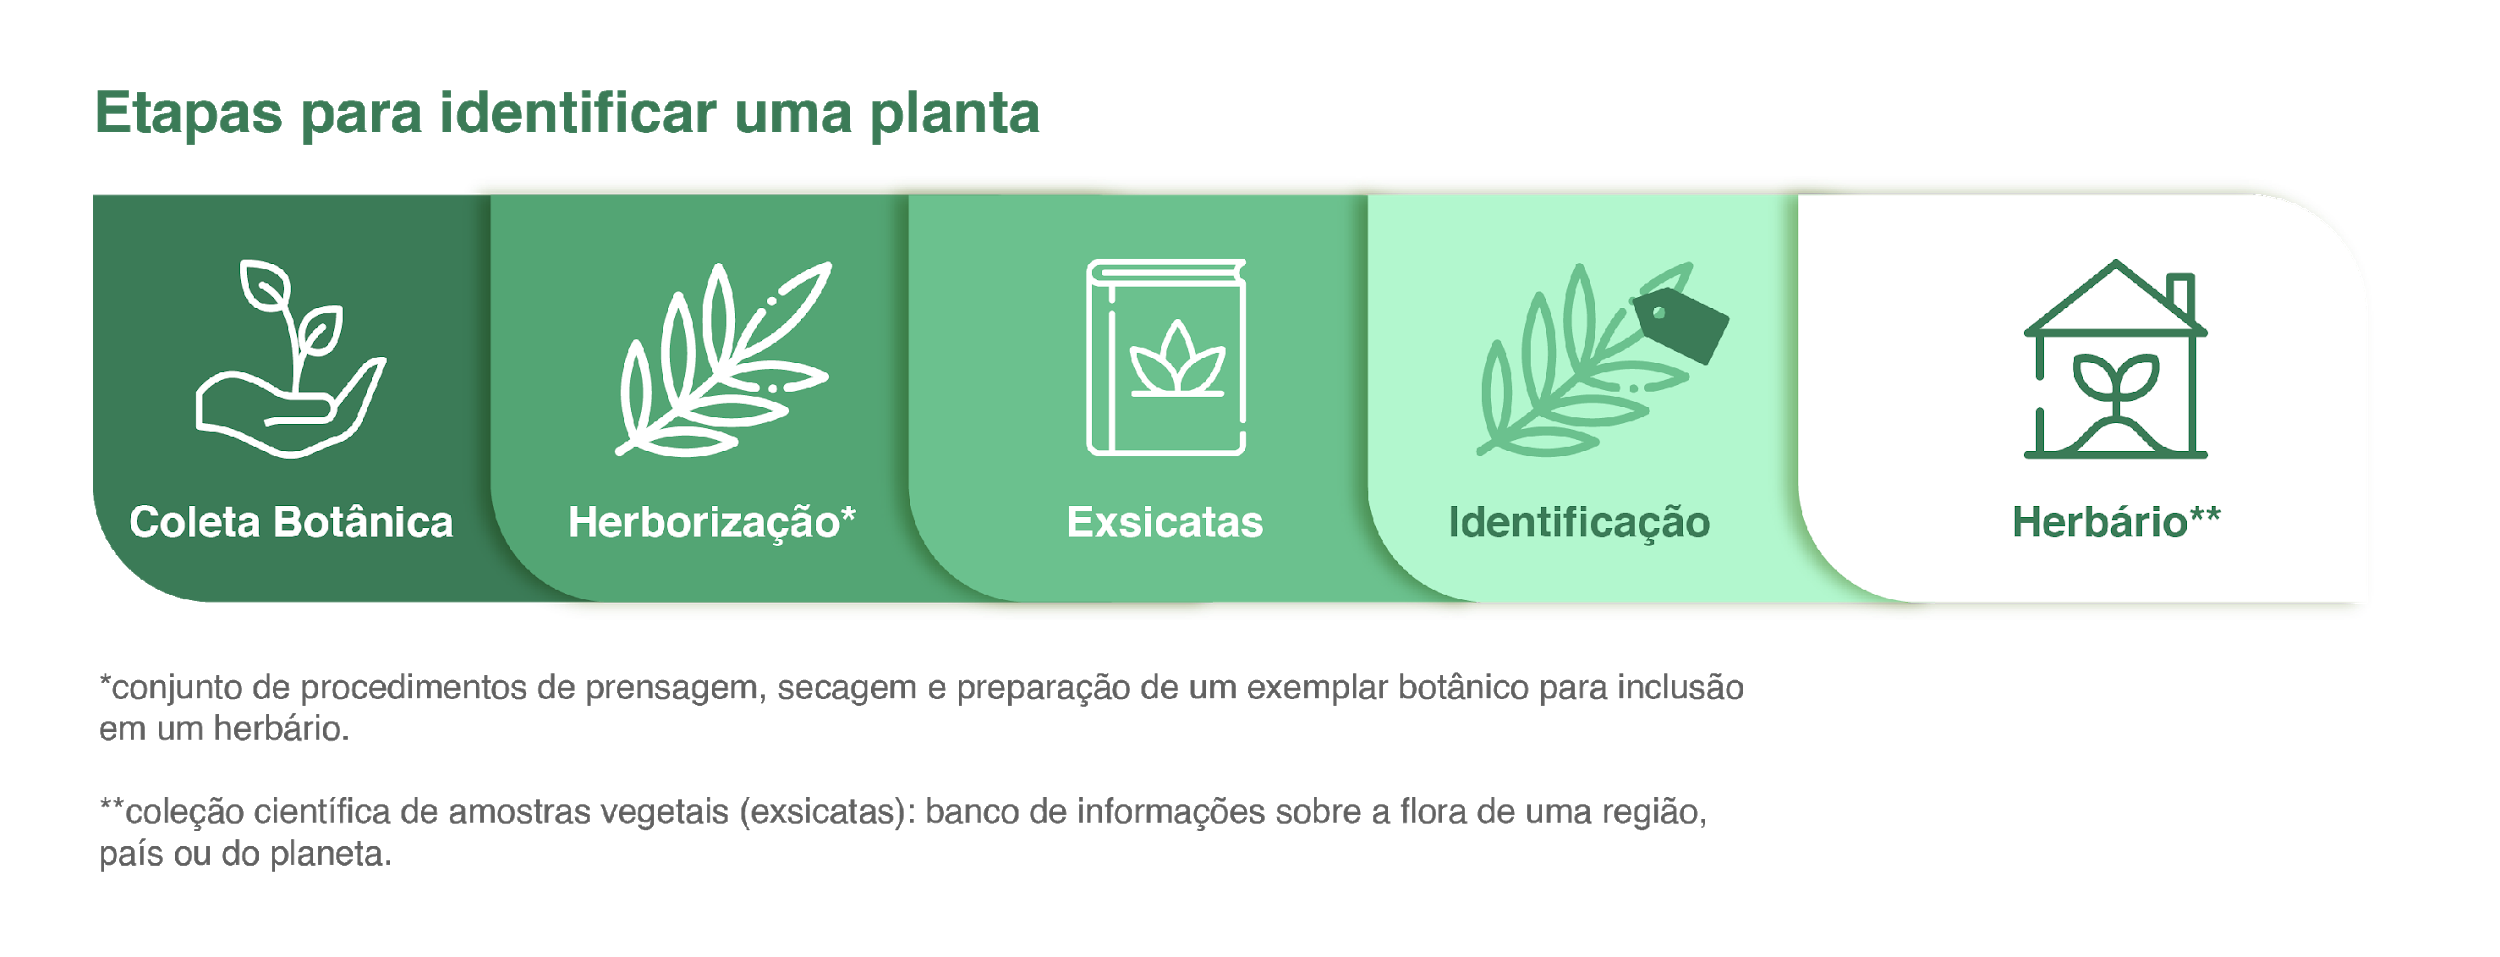 Etapas para identificar uma planta
Coleta Botânica
Herborização*
Exsicatas
Identificação
Herbário**
*conjunto de procedimentos de prensagem, secagem e preparação de um exemplar botânico para inclusão
em um herbário.
**coleção científica de amostras vegetais (exsicatas): banco de informações sobre a flora de uma região,
país ou do planeta.